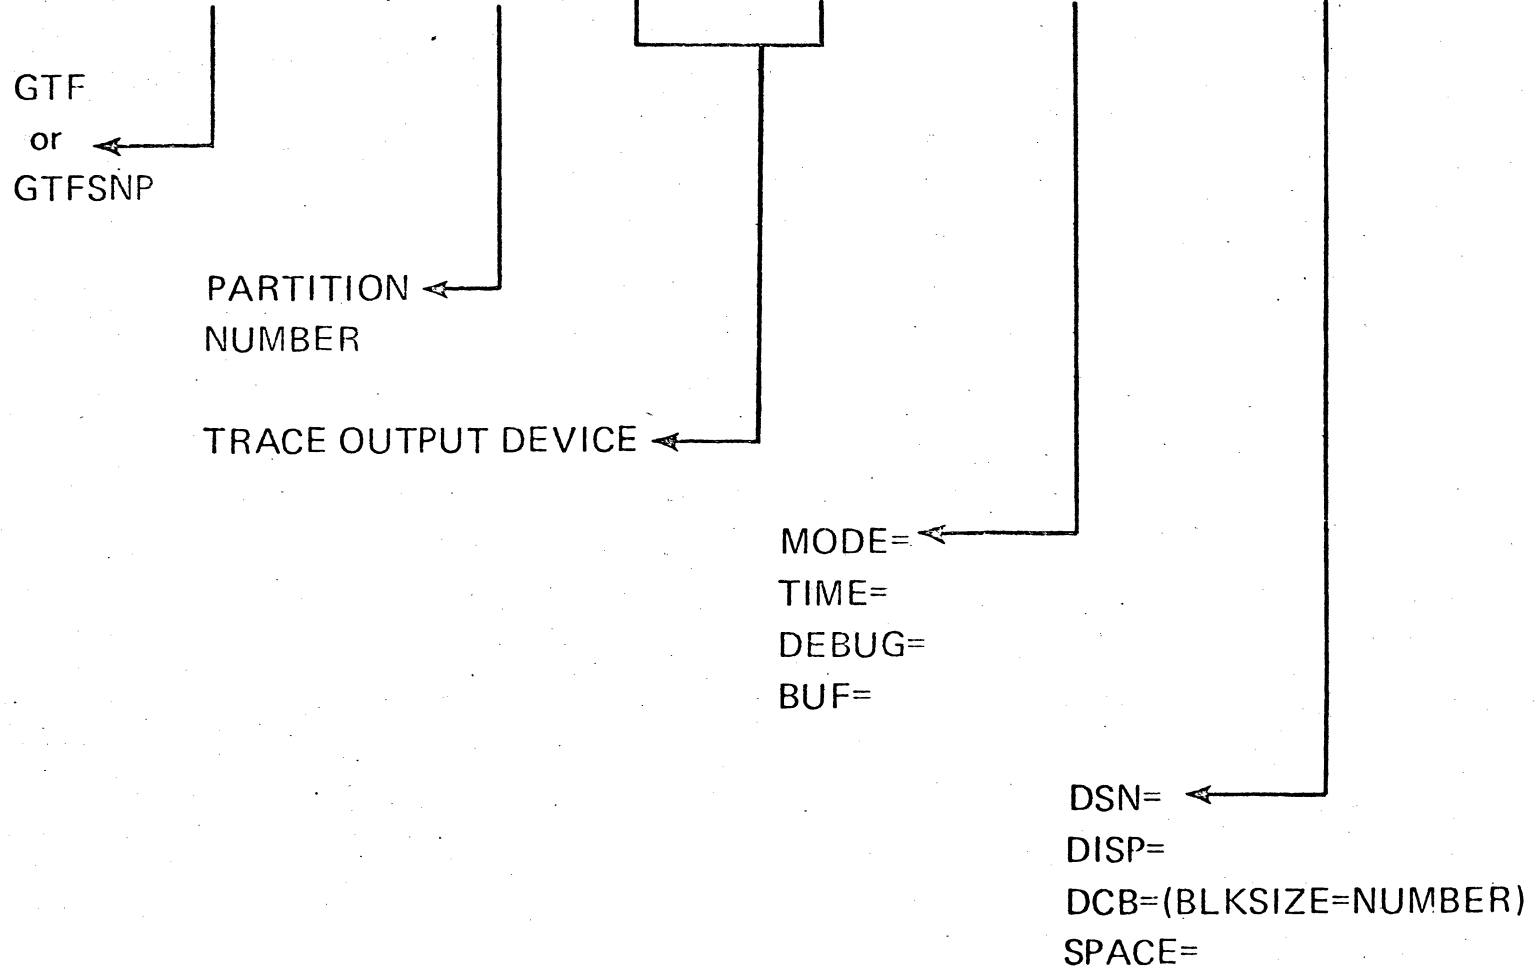 GTF
or
GTFSNP
PARTITION
NUMBER
TRACE OUTPUT DEVICE
MODE=
TIME=
DEBUG=
BUF=
DSN=
DISP=
DCB=(BLKSIZE=NUMBER)
SPACE=